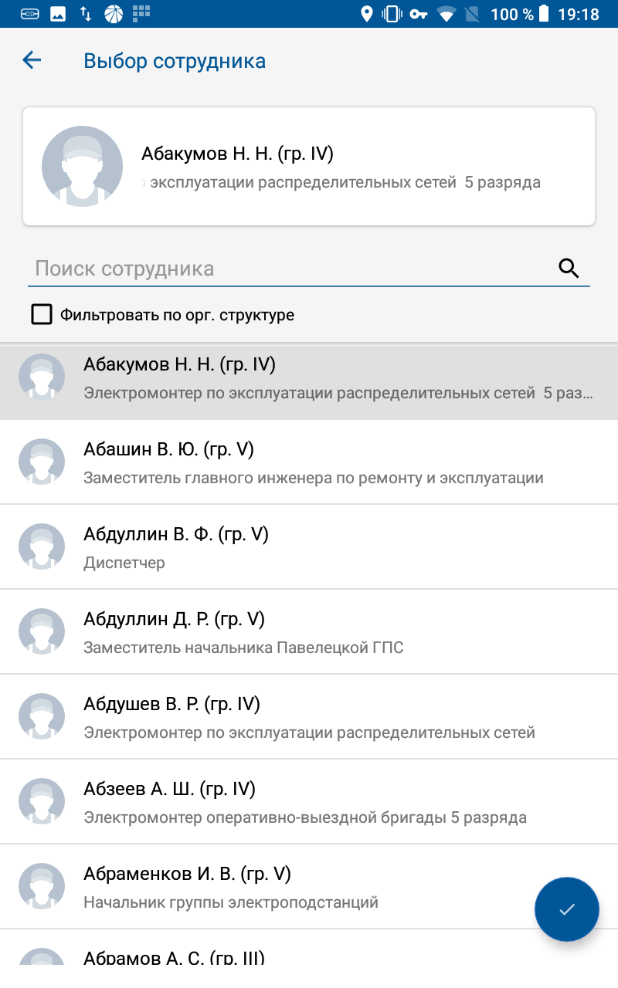 100 % 19:18
Выбор сотрудника
Абакумов Н. Н. (гр. IV)
эксплуатации распределительных сетей 5 разряда
Поиск сотрудника
Фильтровать по орг. структуре
Абакумов Н. Н. (гр. IV)
Электромонтер по эксплуатации распределительных сетей 5 раз...
Абашин В. Ю. (гр. V)
Заместитель главного инженера по ремонту и эксплуатации
Абдуллин В. Ф. (гр. V)
Диспетчер
Абдуллин Д. Р. (гр. V)
Заместитель начальника Павелецкой ГПС
Абдушев В. Р. (гр. IV)
Электромонтер по эксплуатации распределительных сетей
Абзеев А. Ш. (гр. IV)
Электромонтер оперативно-выездной бригады 5 разряда
Абраменков И. В. (гр. V)
Начальник группы электроподстанций
Абрамов А. С. (гр. III)